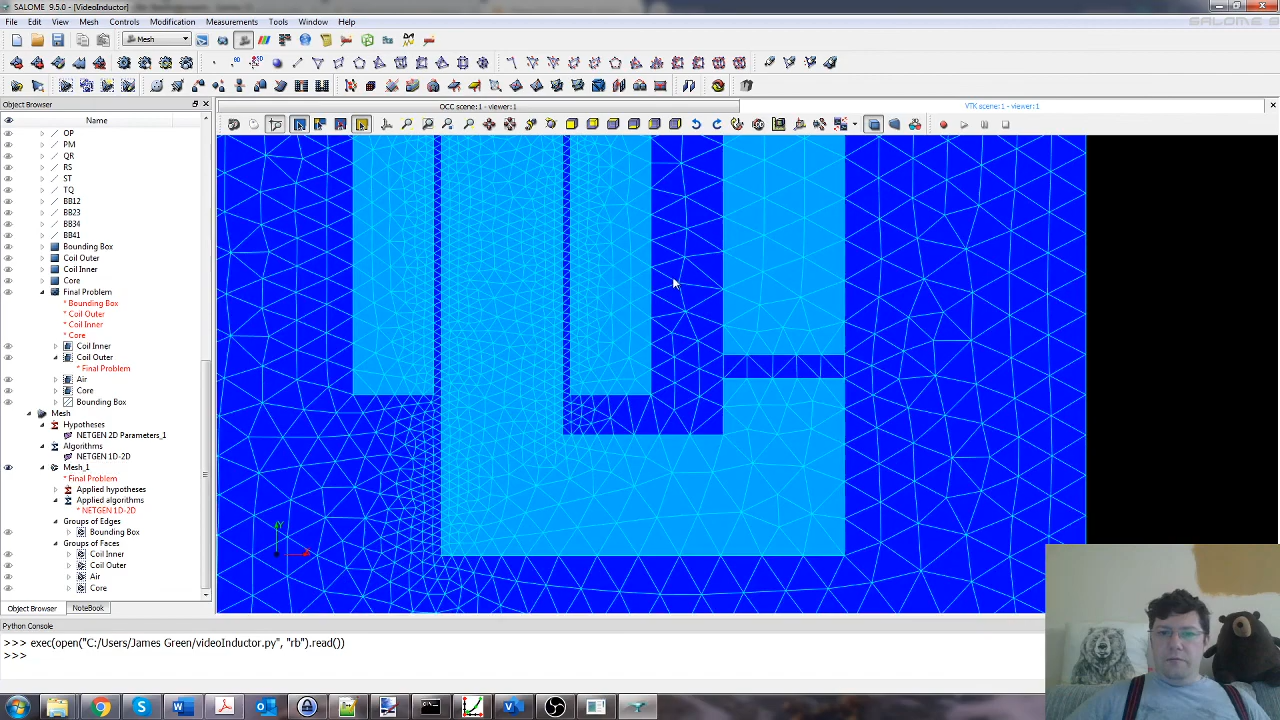 SALOME 9.5.0 - [VideoInductor]
File Edit View Mesh Controls Modification Measurements Tools Window Help
Mesh
Object Browser
OCC scene:1 - viewer:1
VTK scene:1 - viewer:1
Name
OP
PM
QR
RS
ST
TQ
BB12
BB23
BB34
BB41
Bounding Box
Coil Outer
Coil Inner
Core
Final Problem
* Bounding Box
* Coil Outer
* Coil Inner
* Core
Coil Inner
Coil Outer
* Final Problem
Air
Core
Bounding Box
Mesh
Hypotheses
NETGEN 2D Parameters_1
Algorithms
NETGEN 1D-2D
Mesh_1
* Final Problem
Applied hypotheses
Applied algorithms
* NETGEN 1D-2D
Groups of Edges
Bounding Box
Groups of Faces
Coil Inner
Coil Outer
Air
Core
Object Browser
NoteBook
Python Console
>>> exec(open("C:/Users/James Green/videoInductor.py", "rb").read())
>>>